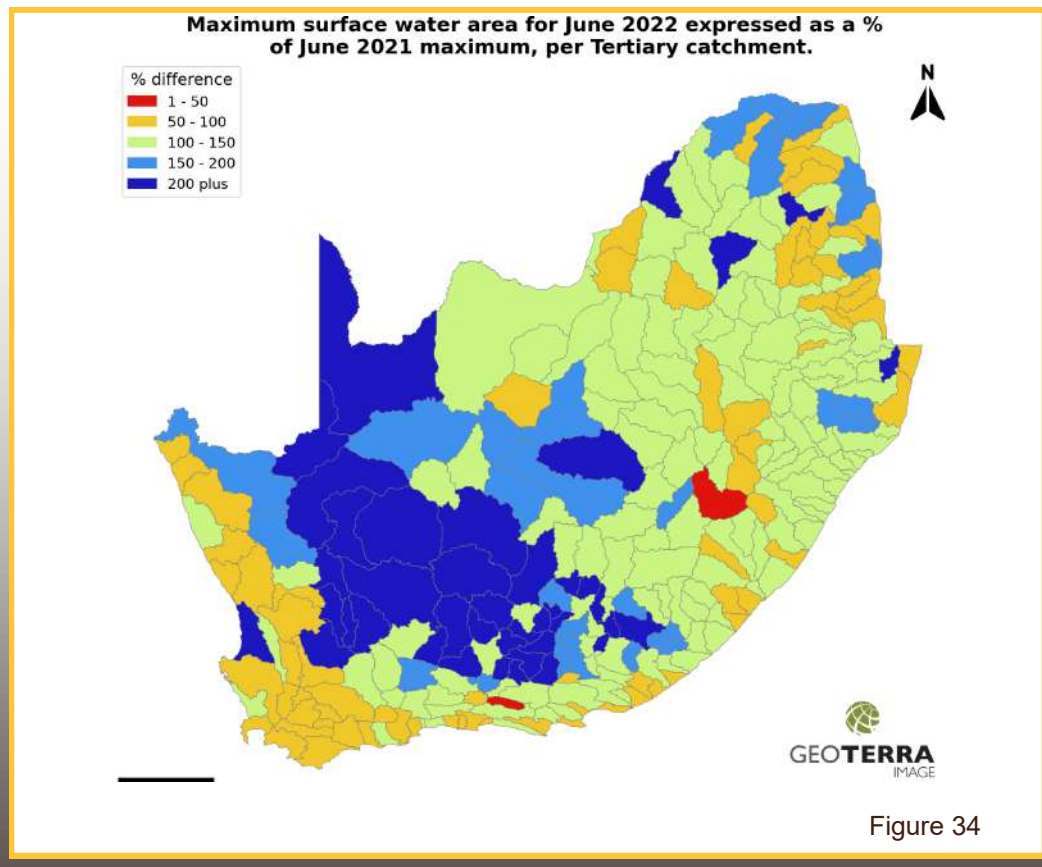 Maximum surface water area for June 2022 expressed as a %
of June 2021 maximum, per Tertiary catchment.
% difference
1 - 50
50 - 100
100 - 150
150 - 200
200 plus
N
GEOTERRA
IMAGE
Figure 34